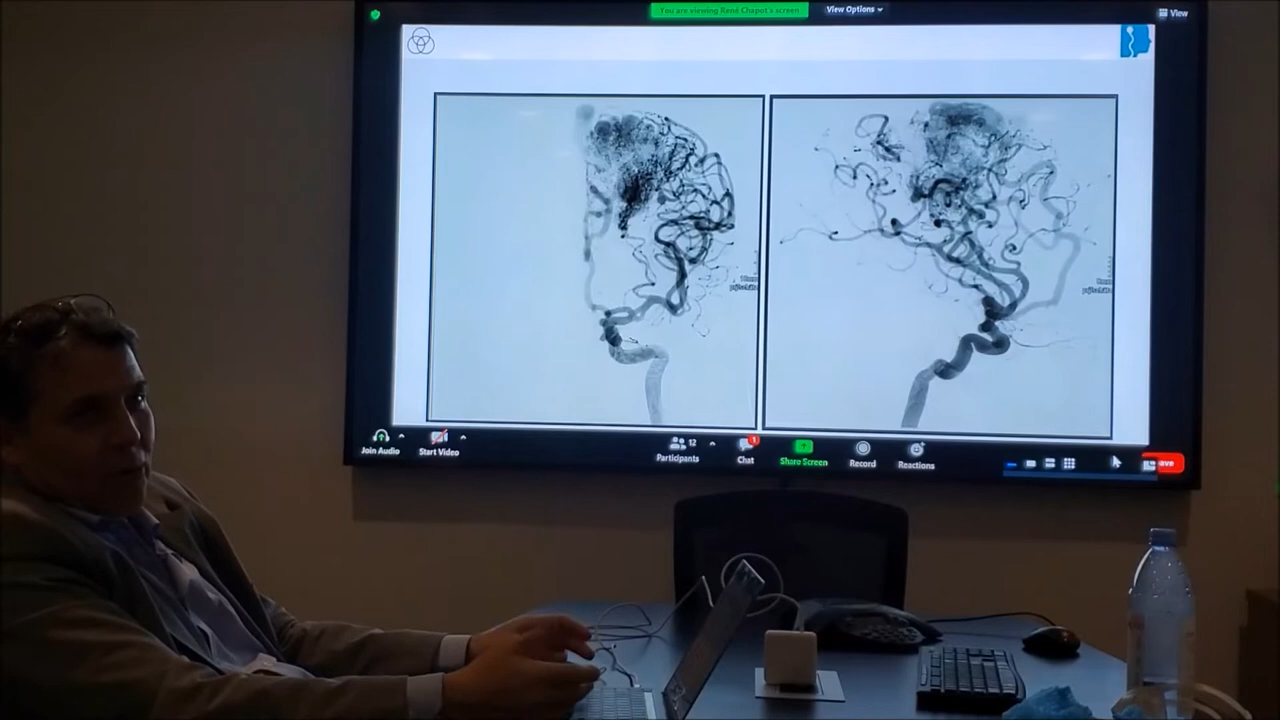 You are viewing René Chapot's screen
View Options
View
Join Audio
Start Video
Participants
12
Chat
1
Share Screen
Record
Reactions